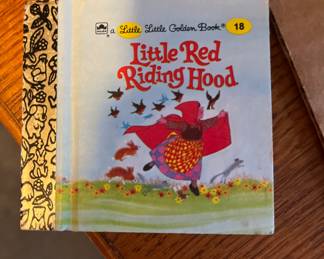 a Little Little Golden Book®
18
Little Red
Riding Hood